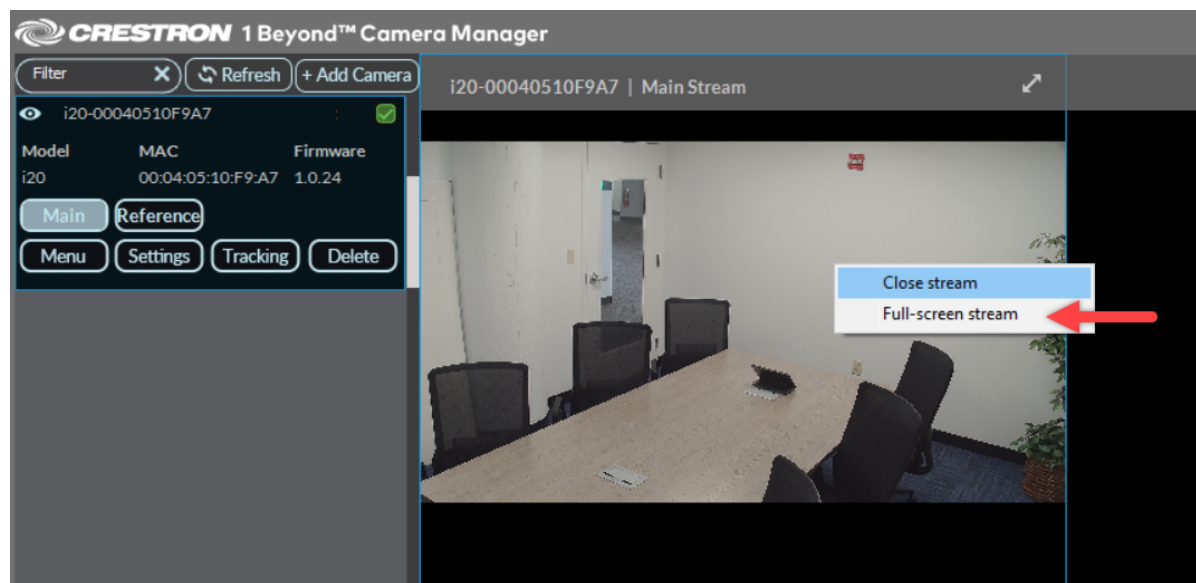 CRESTRON 1 Beyond™ Camera Manager
Filter
Refresh
+ Add Camera
i20-00040510F9A7
Model MAC Firmware
i20 00:04:05:10:F9:A7 1.0.24
Main Reference
Menu Settings Tracking Delete
i20-00040510F9A7 | Main Stream
Close stream
Full-screen stream